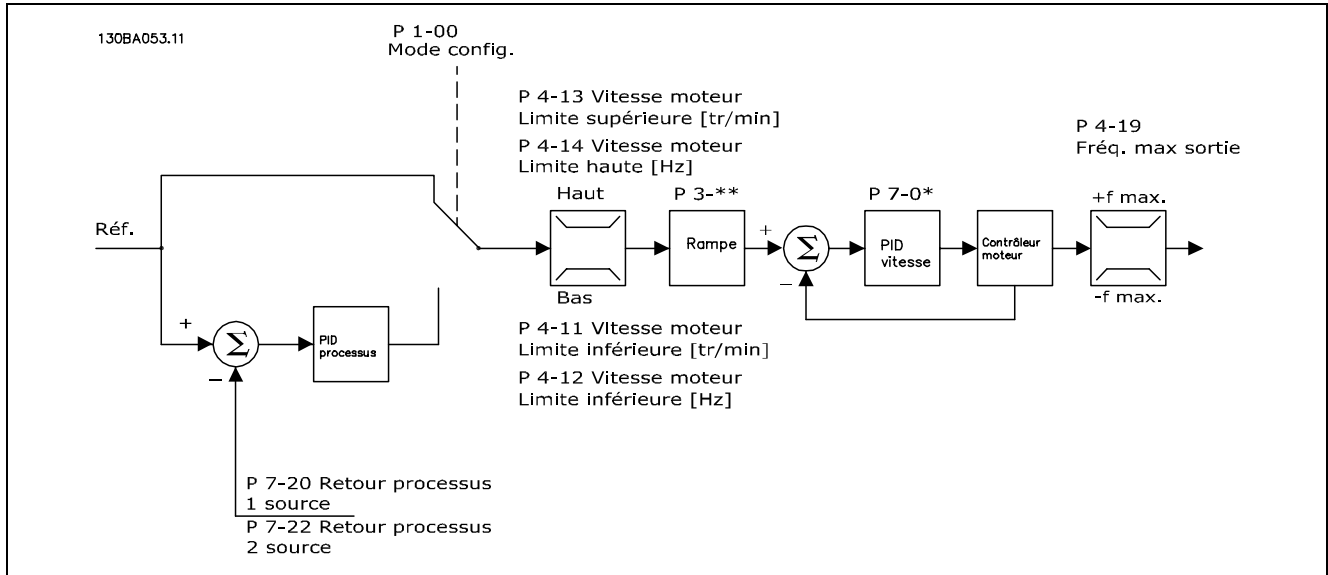 130BA053.11
P 1-00
Mode config.
P 4-13 Vitesse moteur
Limite supérieure [tr/min]
P 4-14 Vitesse moteur
Limite haute [Hz]
P 4-19
Fréq. max sortie
Haut
P 3-**
P 7-0*
+f max.
Réf.
Rampe
+
Σ
PID
vitesse
Contrôleur
moteur
−
Bas
-f max.
+
Σ
PID
processus
−
P 4-11 Vitesse moteur
Limite inférieure [tr/min]
P 4-12 Vitesse moteur
Limite inférieure [Hz]
P 7-20 Retour processus
1 source
P 7-22 Retour processus
2 source